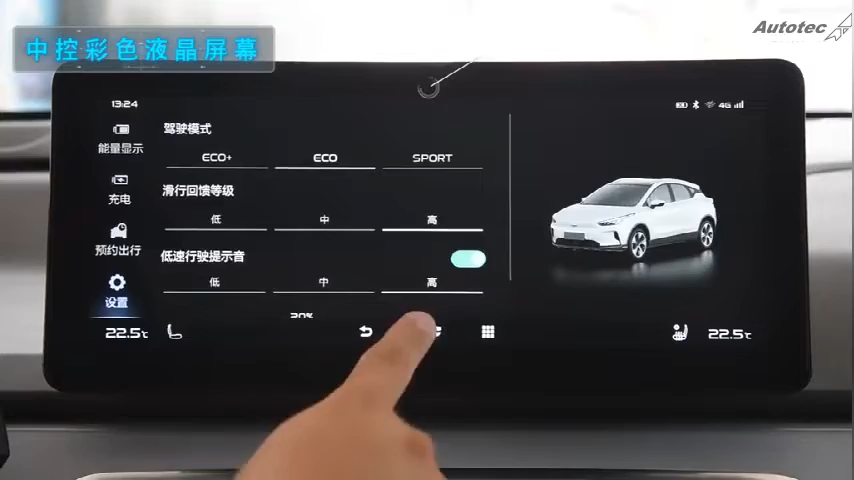 中控彩色液晶屏幕
Autotec
13:24
4G
能量显示
充电
预约出行
设置
驾驶模式
ECO+ ECO SPORT
滑行回馈等级
低 中 高
低速行驶提示音
低 中 高
22.5℃
22.5℃